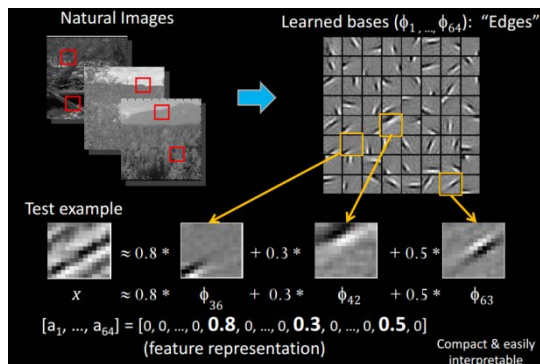 Natural Images
Learned bases (ϕ1 , ..., ϕ64): “Edges”
Test example
≈ 0.8 * + 0.3 * + 0.5 *
x ≈ 0.8 * ϕ36 + 0.3 * ϕ42 + 0.5 * ϕ63
[a1, ..., a64] = [0, 0, ..., 0, 0.8, 0, ..., 0, 0.3, 0, ..., 0, 0.5, 0]
(feature representation)
Compact & easily
interpretable